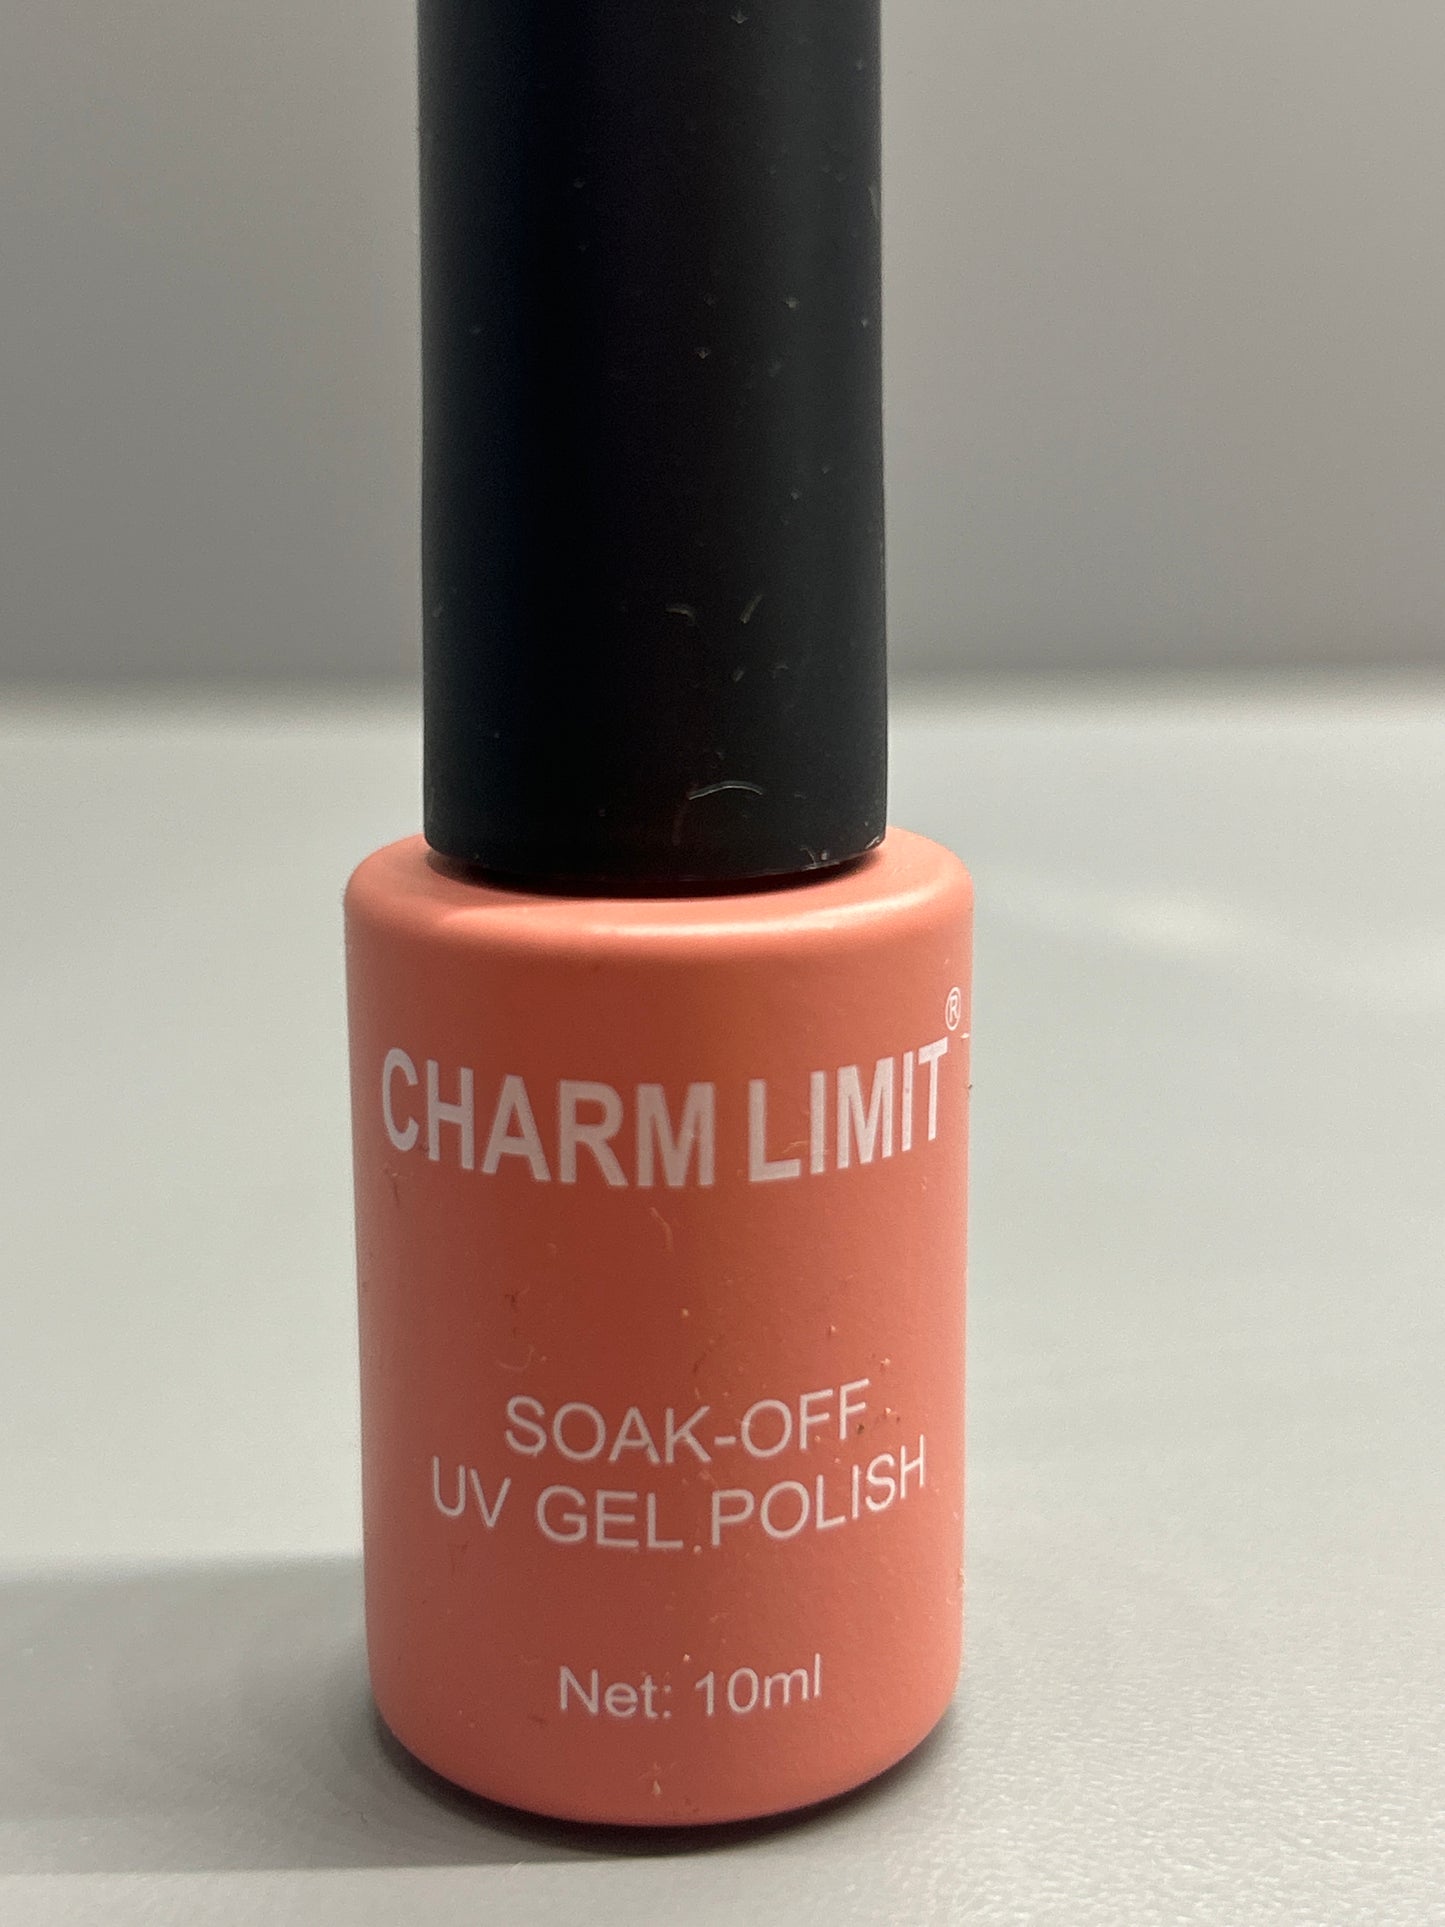 CHARM LIMIT®
SOAK-OFF
UV GEL POLISH
Net: 10ml